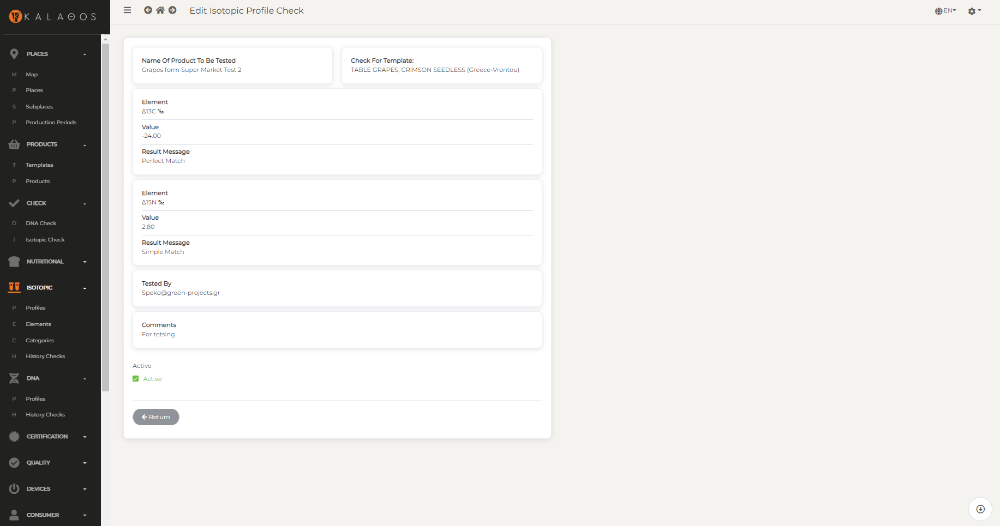 KALAΘOS
Edit Isotopic Profile Check
EN
PLACES
M Map
P Places
S Subplaces
P Production Periods
PRODUCTS
T Templates
P Products
CHECK
D DNA Check
I Isotopic Check
NUTRITIONAL
ISOTOPIC
P Profiles
E Elements
C Categories
H History Checks
DNA
P Profiles
H History Checks
CERTIFICATION
QUALITY
DEVICES
CONSUMER
Name Of Product To Be Tested
Grapes form Super Market Test 2
Check For Template:
TABLE GRAPES, CRIMSON SEEDLESS (Greece-Vrontou)
Element
Δ13C ‰
Value
-24.00
Result Message
Perfect Match
Element
Δ15N ‰
Value
2.80
Result Message
Simple Match
Tested By
Speko@green-projects.gr
Comments
For tetsing
Active
Active
Return